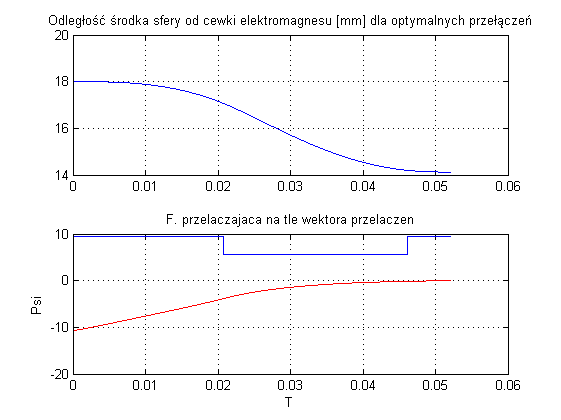 Odległość środka sfery od cewki elektromagnesu [mm] dla optymalnych przełączeń
20
18
16
14
0 0.01 0.02 0.03 0.04 0.05 0.06
F. przelaczajaca na tle wektora przelaczen
10
0
-10
-20
Psi
0 0.01 0.02 0.03 0.04 0.05 0.06
T